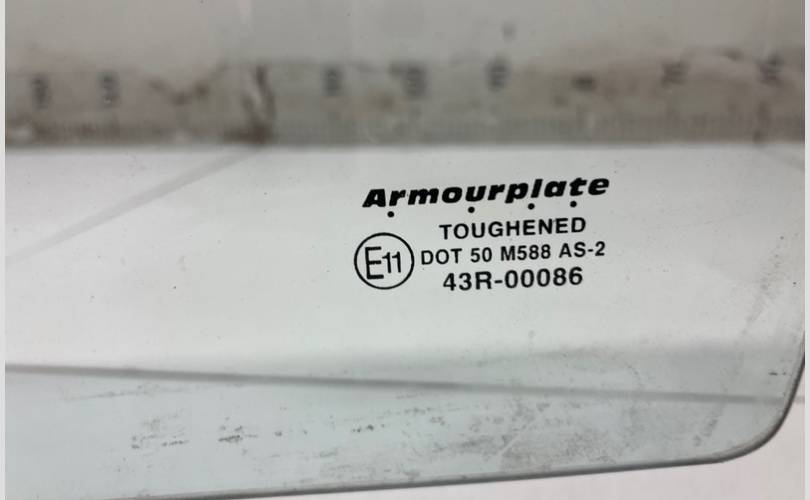 Armourplate
TOUGHENED
E11
DOT 50 M588 AS-2
43R-00086